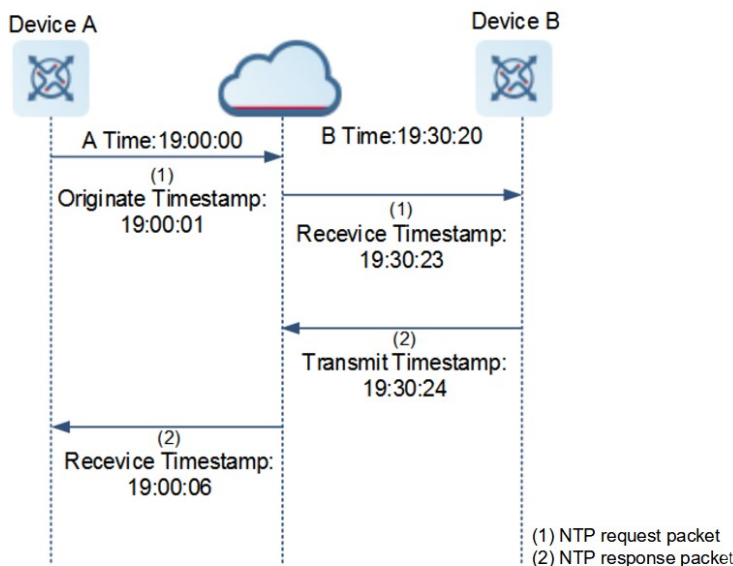 Device A
Device B
A Time:19:00:00
B Time:19:30:20
(1)
Originate Timestamp:
19:00:01
(1)
Recevice Timestamp:
19:30:23
(2)
Transmit Timestamp:
19:30:24
(2)
Recevice Timestamp:
19:00:06
(1) NTP request packet
(2) NTP response packet